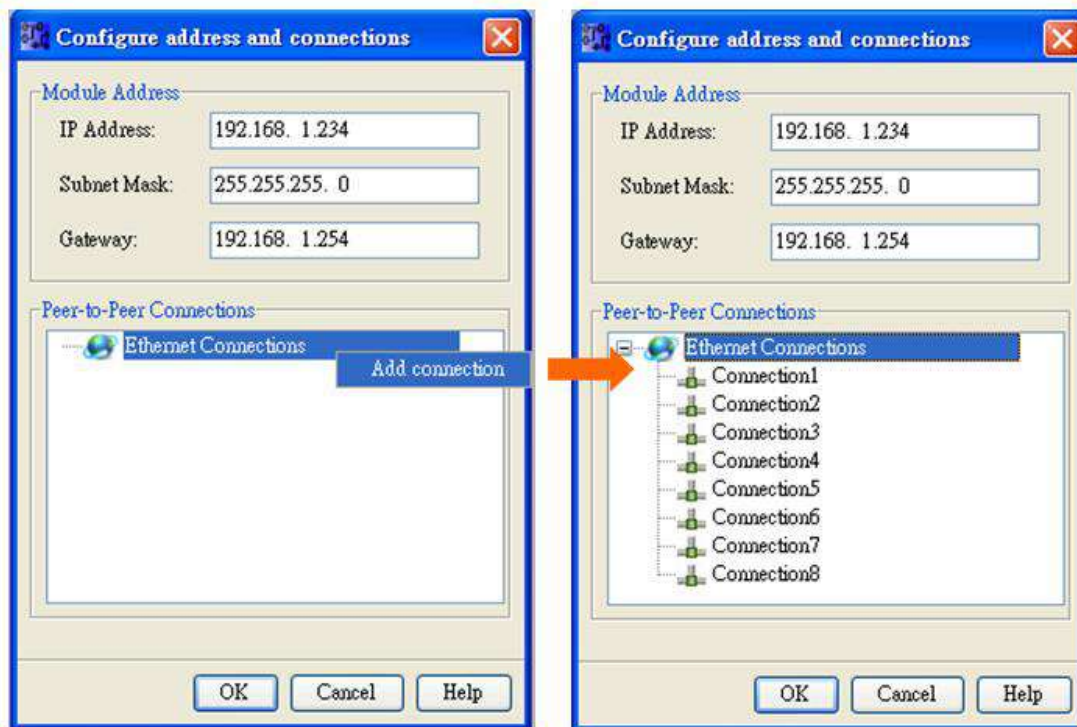 Configure address and connections
Module Address
IP Address: 192.168. 1.234
Subnet Mask: 255.255.255. 0
Gateway: 192.168. 1.254
Peer-to-Peer Connections
Ethernet Connections
Add connection
OK Cancel Help
Configure address and connections
Module Address
IP Address: 192.168. 1.234
Subnet Mask: 255.255.255. 0
Gateway: 192.168. 1.254
Peer-to-Peer Connections
Ethernet Connections
Connection1
Connection2
Connection3
Connection4
Connection5
Connection6
Connection7
Connection8
OK Cancel Help